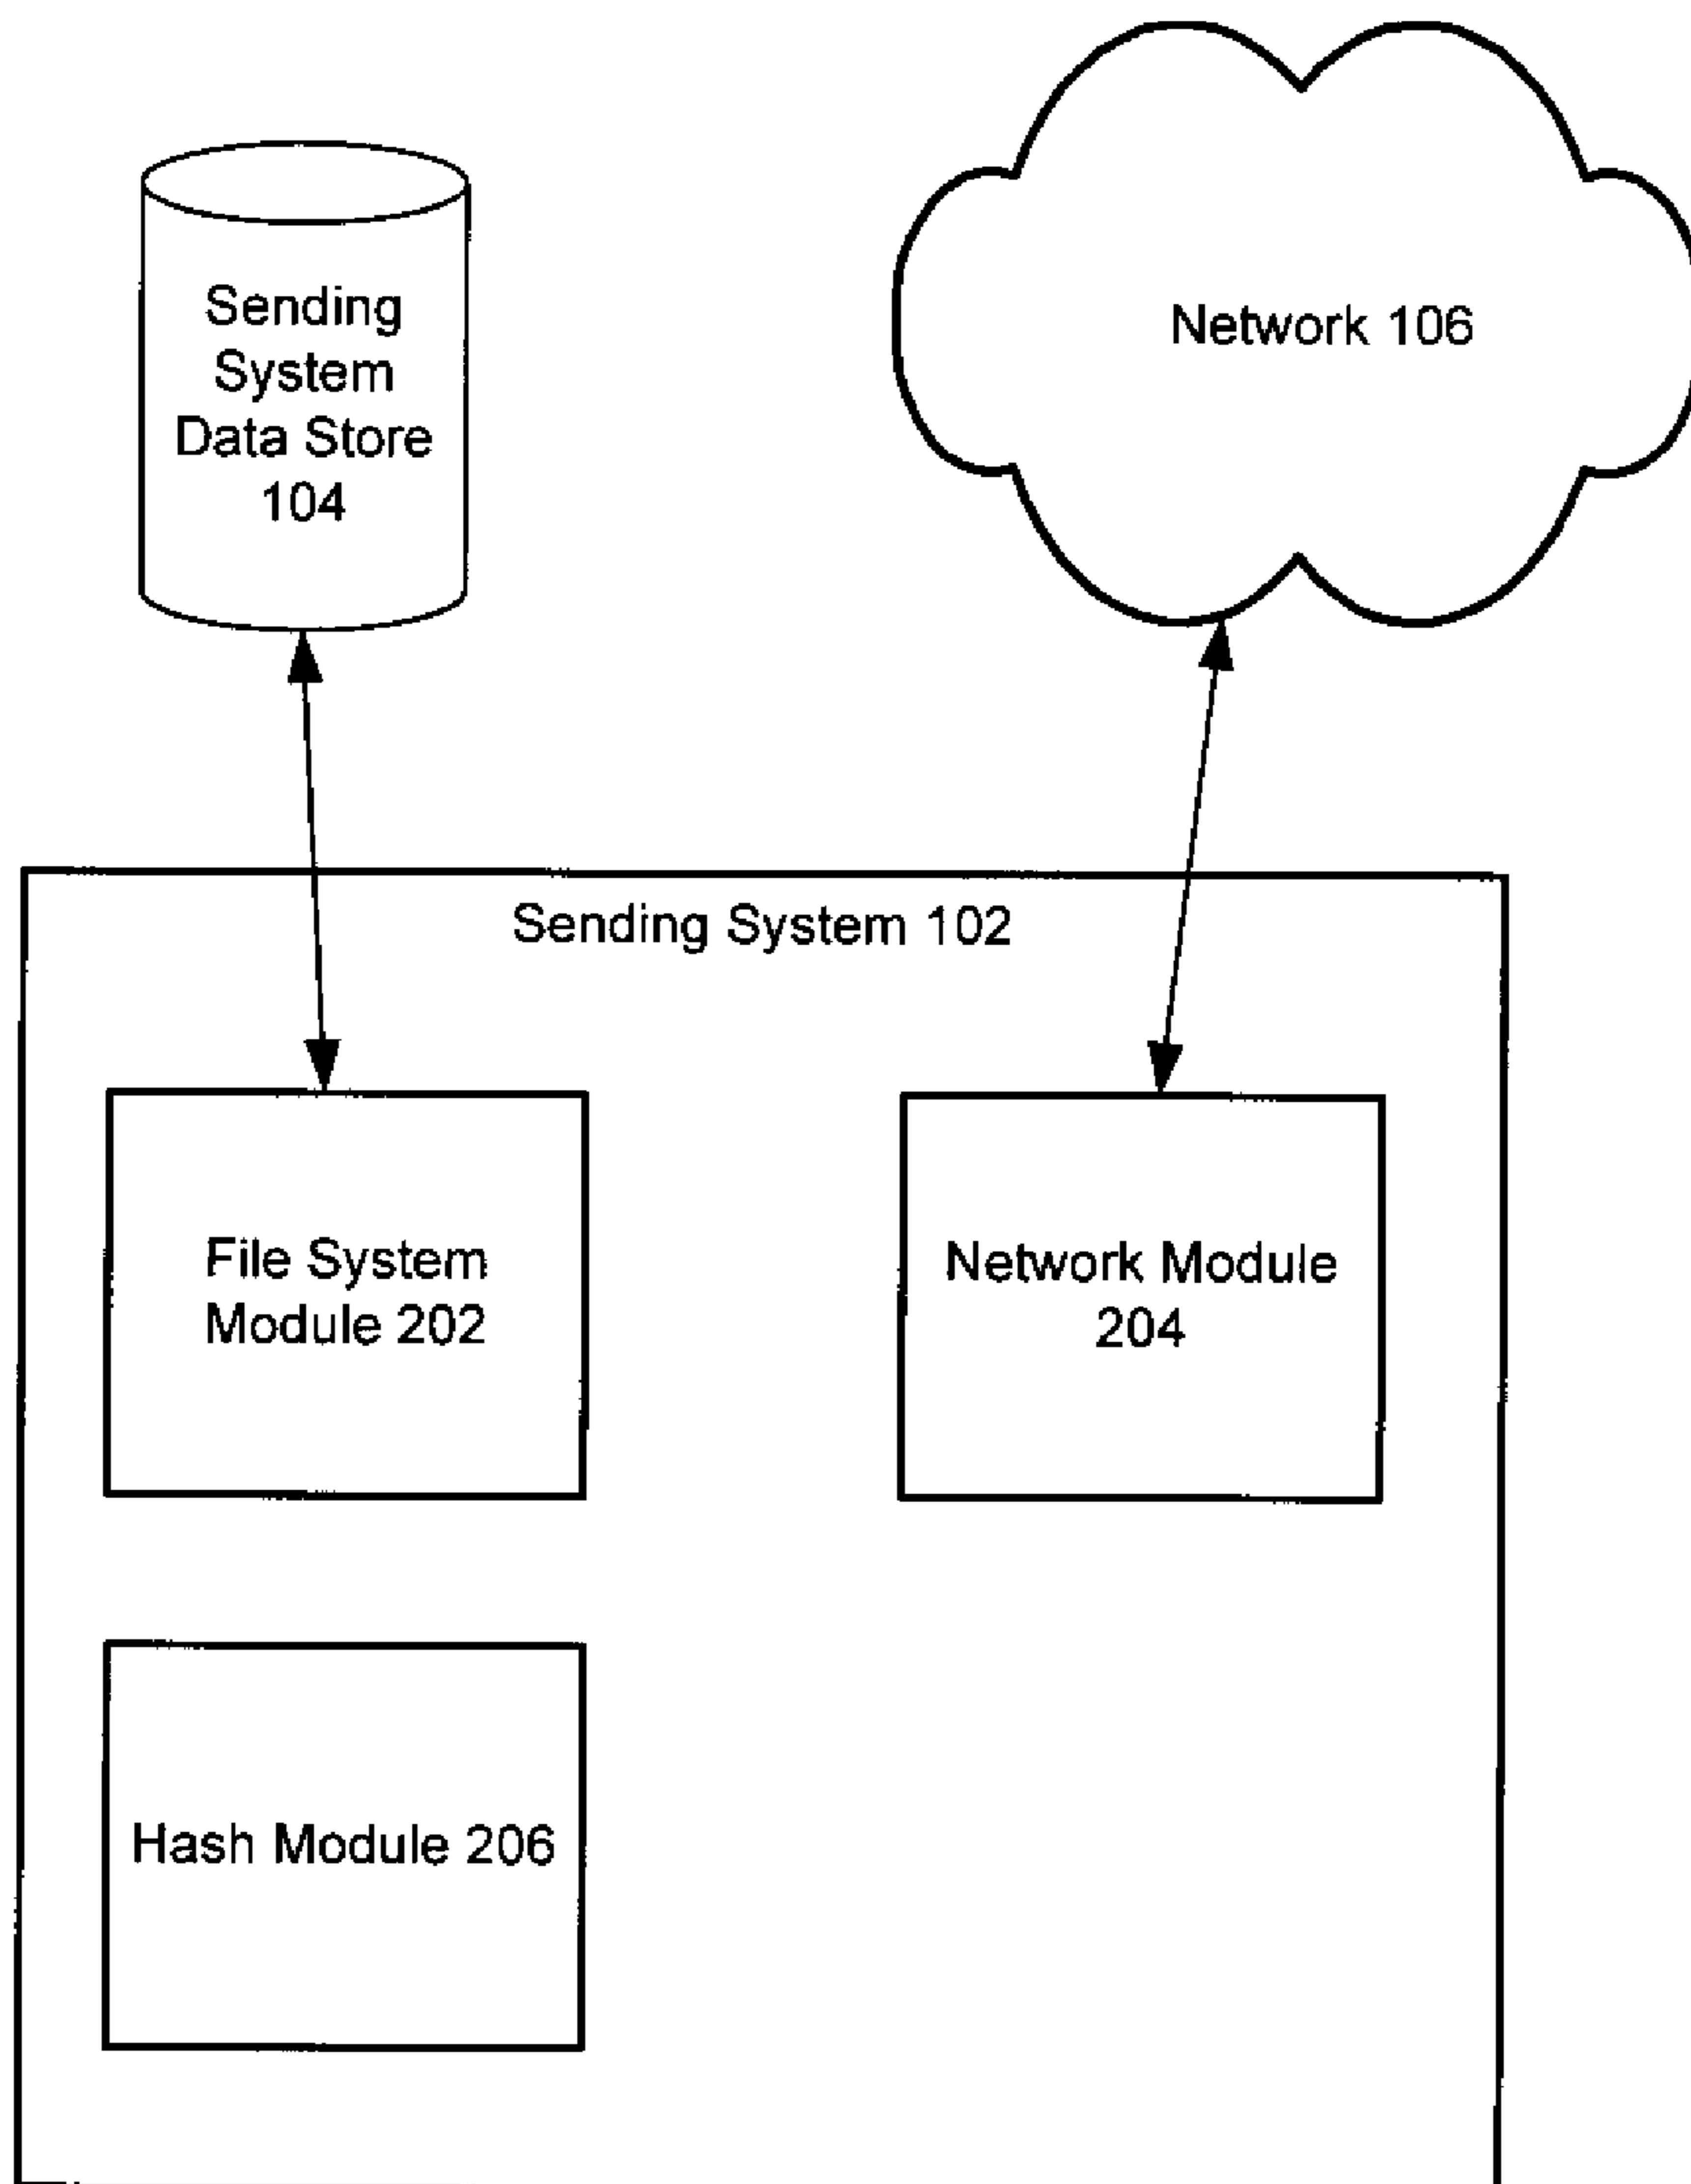 Sending
System
Data Store
104
Network 106
Sending System 102
File System
Module 202
Network Module
204
Hash Module 206